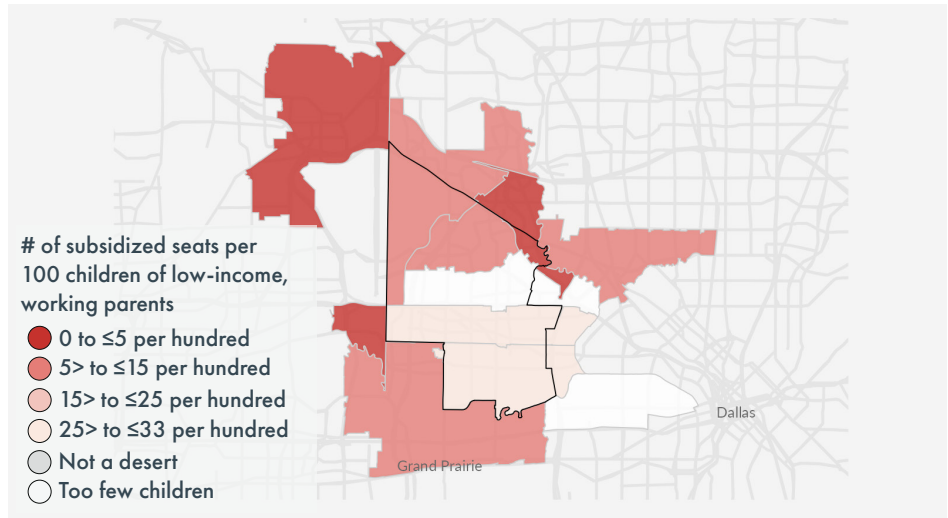 # of subsidized seats per
100 children of low-income,
working parents
0 to ≤5 per hundred
5> to ≤15 per hundred
15> to ≤25 per hundred
25> to ≤33 per hundred
Not a desert
Too few children
Dallas
Grand Prairie